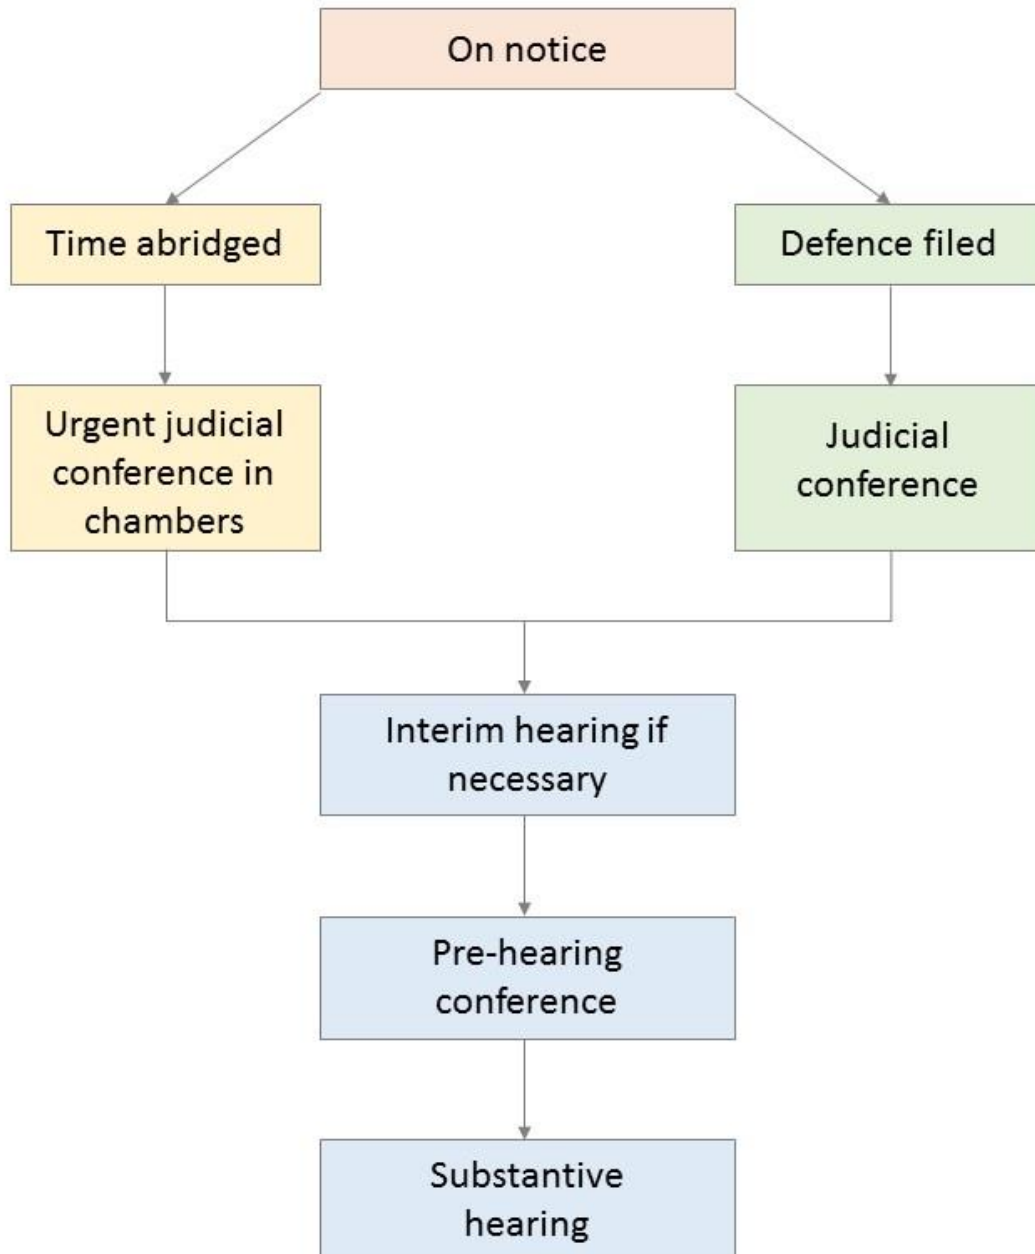 On notice
Time abridged
Defence filed
Urgent judicial
conference in
chambers
Judicial
conference
Interim hearing if
necessary
Pre-hearing
conference
Substantive
hearing